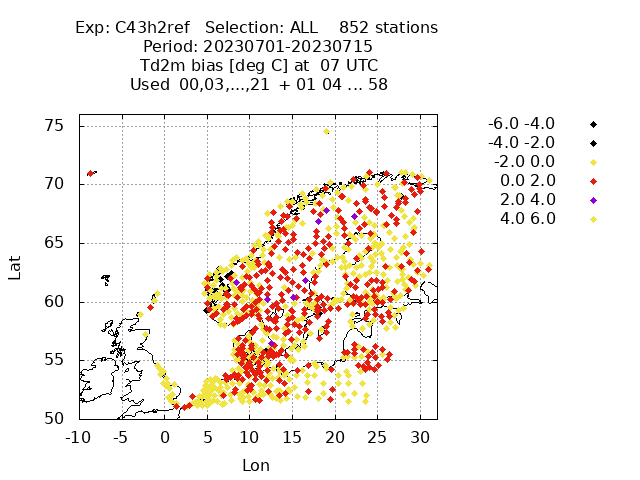 Exp: C43h2ref   Selection: ALL    852 stations
Period: 20230701-20230715
Td2m bias [deg C] at  07 UTC
Used  00,03,...,21  + 01 04 ... 58
-6.0 -4.0
-4.0 -2.0
-2.0 0.0
0.0 2.0
2.0 4.0
4.0 6.0
75
70
65
60
55
50
Lat
-10 -5 0 5 10 15 20 25 30
Lon